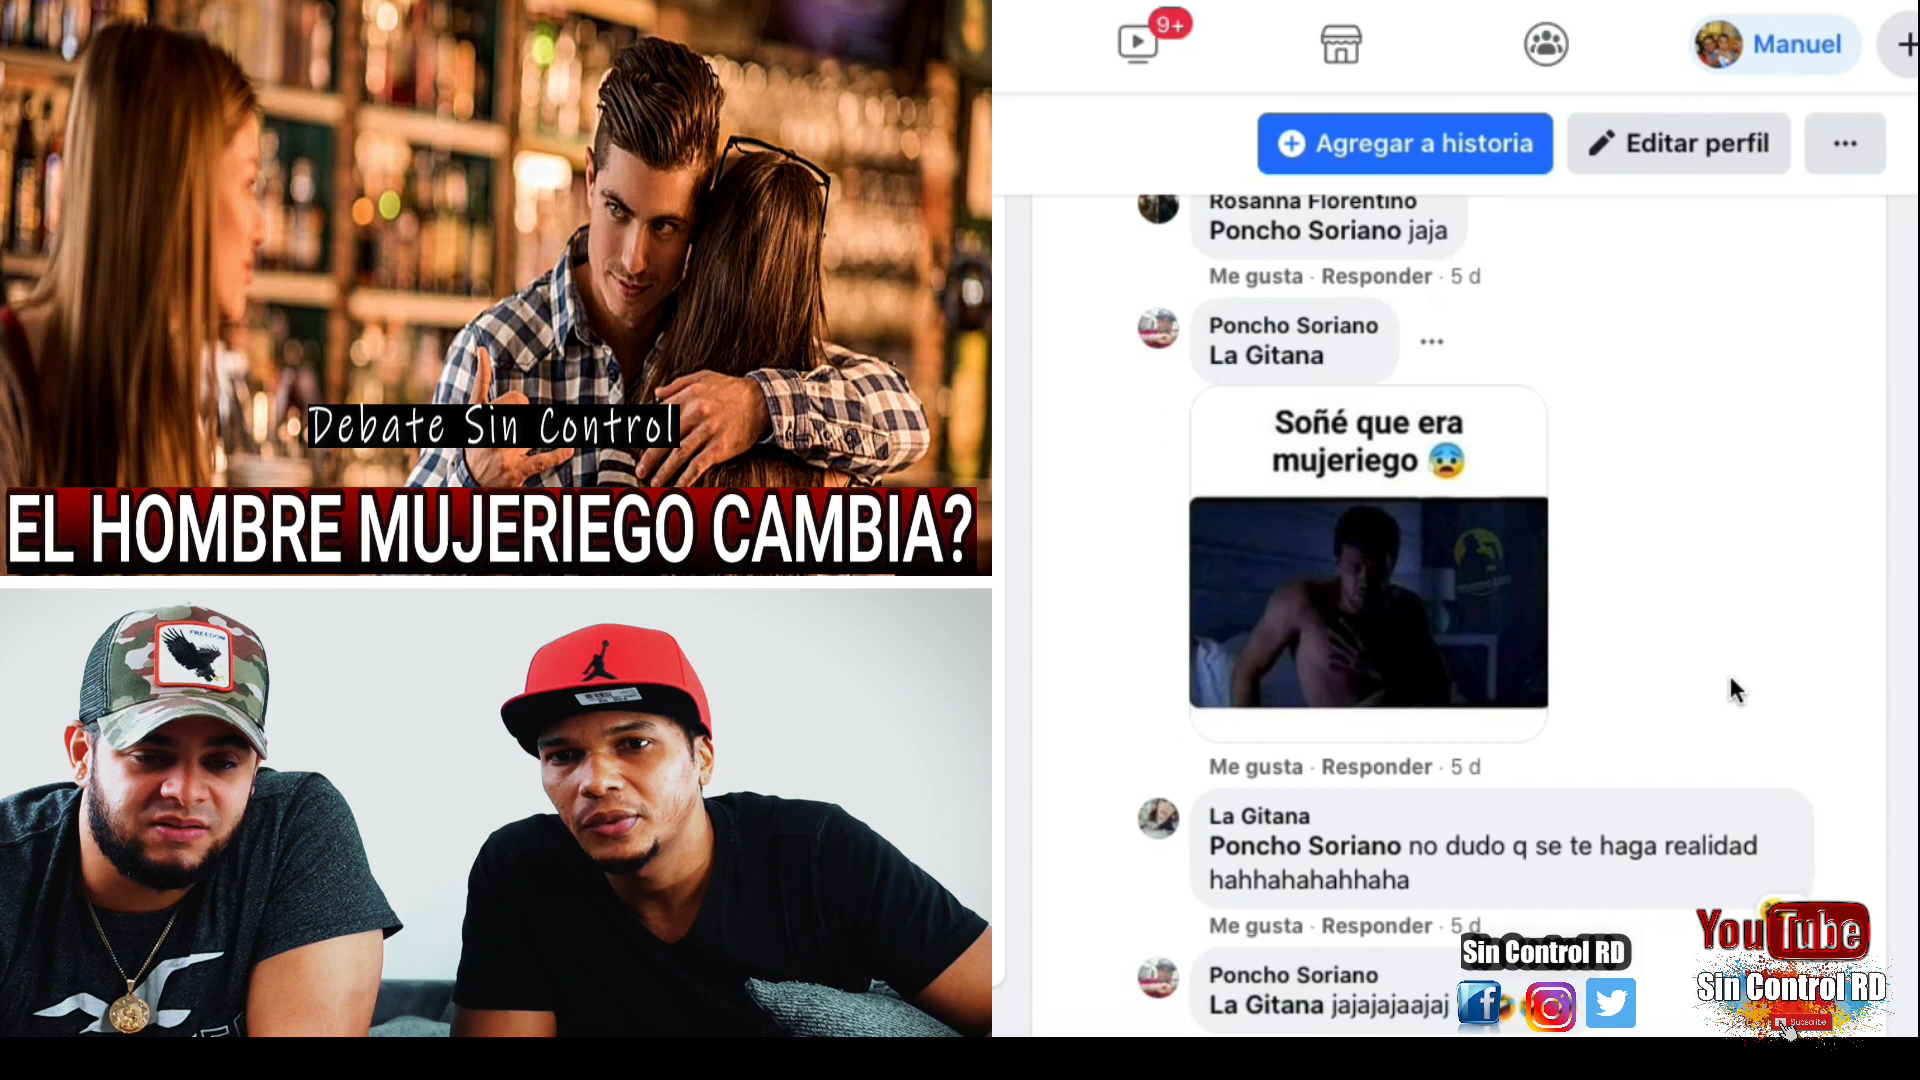 Debate Sin Control
EL HOMBRE MUJERIEGO CAMBIA?
FREEDOM
9+
Manuel
Agregar a historia
Editar perfil
Rosanna Florentino
Poncho Soriano jaja
Me gusta · Responder · 5 d
Poncho Soriano
La Gitana
Soñé que era
mujeriego 😰
Me gusta · Responder · 5 d
La Gitana
Poncho Soriano no dudo q se te haga realidad
hahhahahahhaha
Me gusta · Responder · 5 d
Poncho Soriano
La Gitana jajajajaajaj
Sin Control RD
YouTube
Sin Control RD
Subscribe